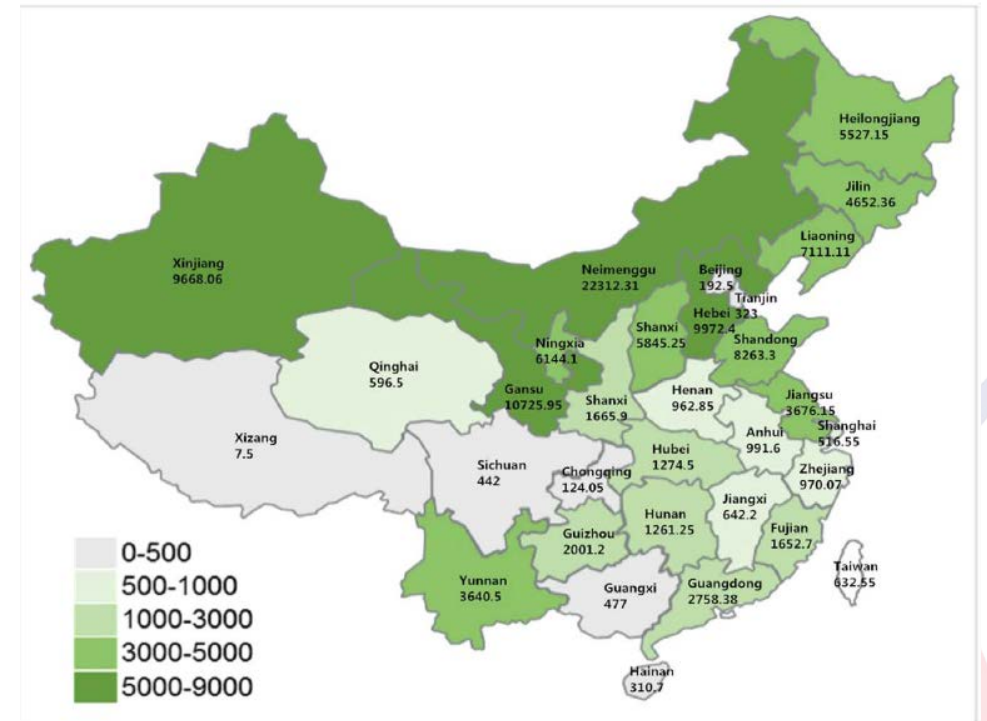 Heilongjiang
5527.15
Jilin
4652.36
Liaoning
7111.11
Xinjiang
9668.06
Neimenggu
22312.31
Beijing
192.5
Tianjin
323
Hebei
9972.4
Shanxi
5845.25
Shandong
8263.3
Ningxia
6144.1
Qinghai
596.5
Gansu
10725.95
Shanxi
1665.9
Henan
962.85
Jiangsu
3676.15
Shanghai
516.55
Anhui
991.6
Xizang
7.5
Sichuan
442
Chongqing
124.05
Hubei
1274.5
Zhejiang
970.07
Jiangxi
642.2
Hunan
1261.25
Guizhou
2001.2
Fujian
1652.7
Taiwan
632.55
Yunnan
3640.5
Guangxi
477
Guangdong
2758.38
Hainan
310.7
0-500
500-1000
1000-3000
3000-5000
5000-9000